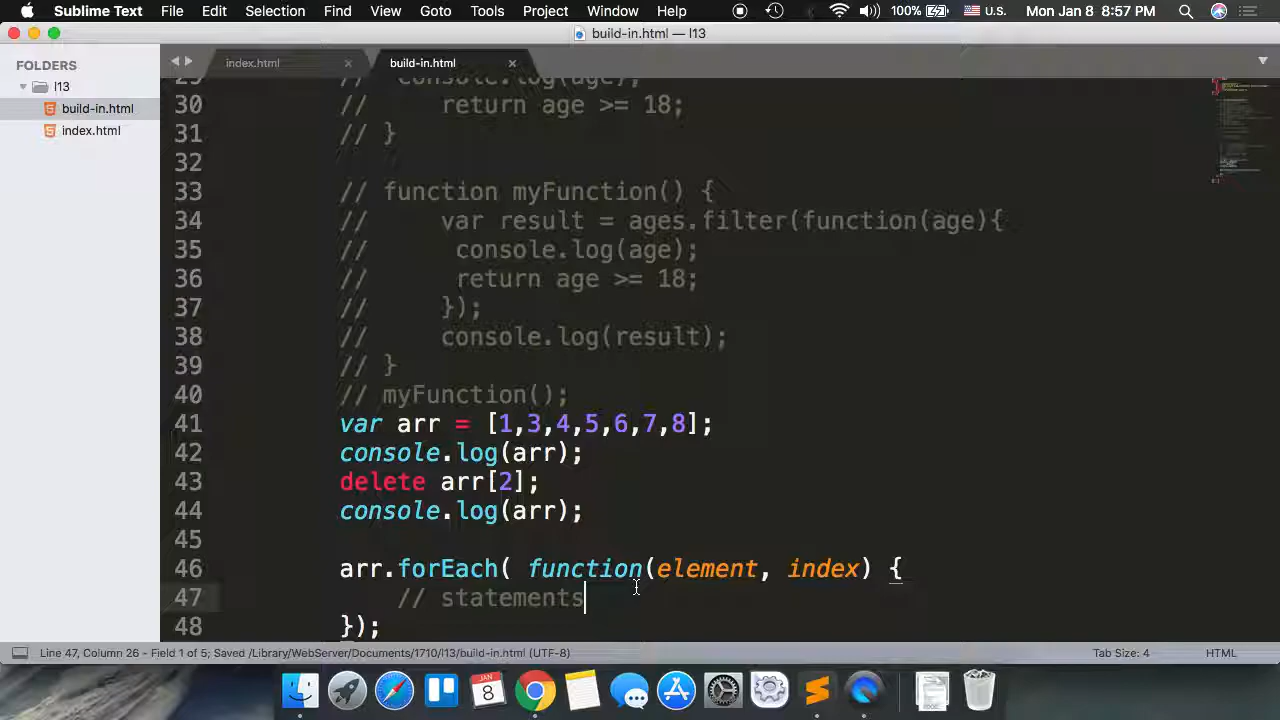 Sublime Text File Edit Selection Find View Goto Tools Project Window Help 100% U.S. Mon Jan 8 8:57 PM
build-in.html — l13
FOLDERS
l13
build-in.html
index.html
index.html build-in.html
29 // console.log(age);
30 // return age >= 18;
31 // }
32
33 // function myFunction() {
34 // var result = ages.filter(function(age){
35 // console.log(age);
36 // return age >= 18;
37 // });
38 // console.log(result);
39 // }
40 // myFunction();
41 var arr = [1,3,4,5,6,7,8];
42 console.log(arr);
43 delete arr[2];
44 console.log(arr);
45
46 arr.forEach( function(element, index) {
47 // statements
48 });
Line 47, Column 26 - Field 1 of 5; Saved /Library/WebServer/Documents/1710/l13/build-in.html (UTF-8) Tab Size: 4 HTML
JAN
8